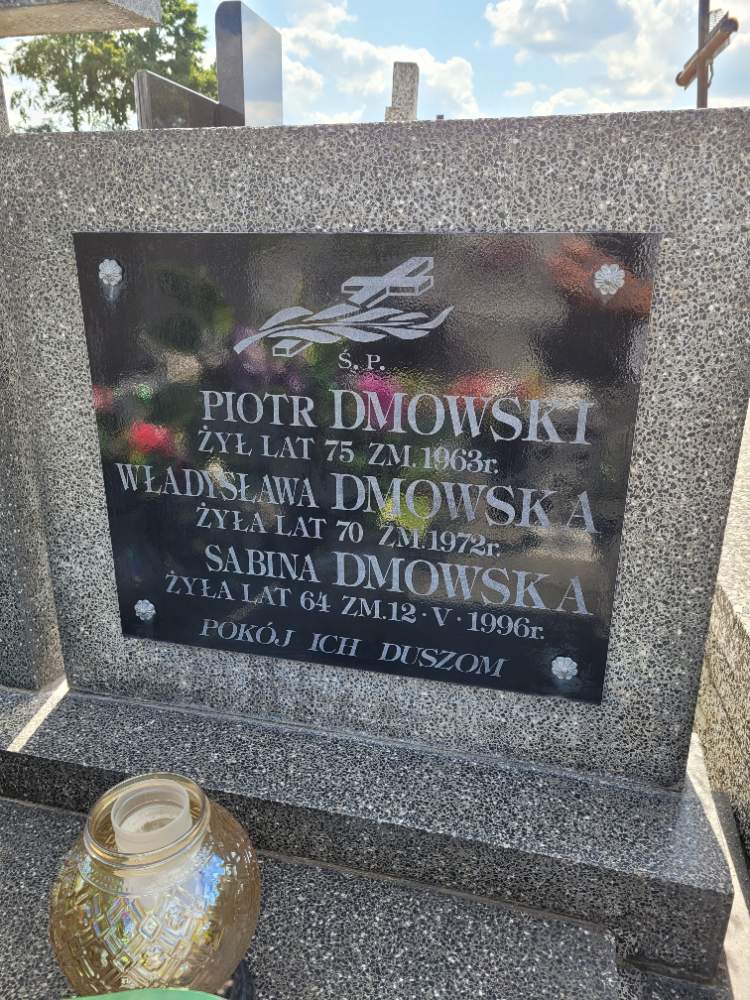 Ś. P.
PIOTR DMOWSKI
ŻYŁ LAT 75 ZM. 1963r.
WŁADYSŁAWA DMOWSKA
ŻYŁA LAT 70 ZM. 1972r.
SABINA DMOWSKA
ŻYŁA LAT 64 ZM. 12·V·1996r.
POKÓJ ICH DUSZOM